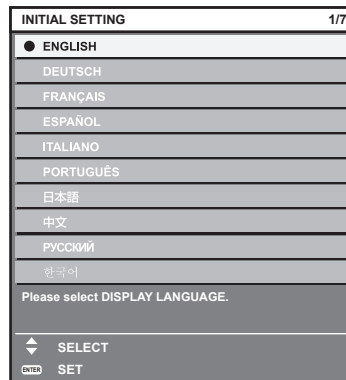 INITIAL SETTING 1/7
ENGLISH
DEUTSCH
FRANÇAIS
ESPAÑOL
ITALIANO
PORTUGUÊS
日本語
中文
РУССКИЙ
한국어
Please select DISPLAY LANGUAGE.
SELECT
ENTER SET